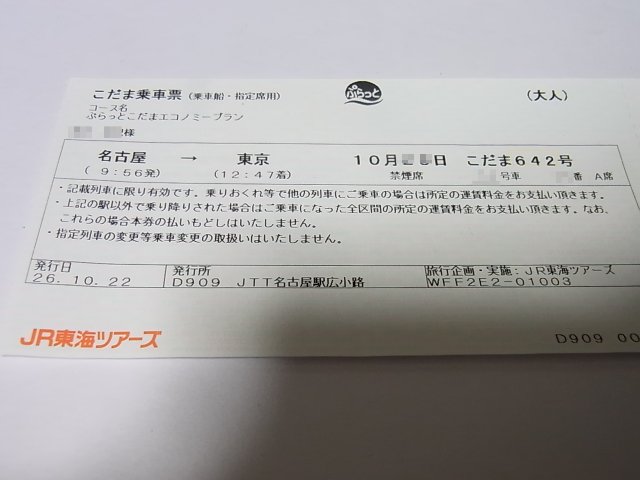 こだま乗車票(乗車船・指定席用)
ぷらっと
(大人)
コース名
ぷらっとこだまエコノミープラン
様
名古屋 → 東京 10月 日 こだま642号
(9:56発) (12:47着) 禁煙席 号車 番 A席
・記載列車に限り有効です。乗りおくれ等で他の列車にご乗車の場合は所定の運賃料金をお支払い頂きます。
・上記の駅以外で乗り降りされた場合はご乗車になった全区間の所定の運賃料金をお支払い頂きます。なお、
これらの場合本券の払いもどしはいたしません。
・指定列車の変更等乗車変更の取扱いはいたしません。
発行日 発行所 旅行企画・実施:JR東海ツアーズ
26.10.22 D909 JTT名古屋駅広小路 WFF2E2-01003
JR東海ツアーズ
D909 00